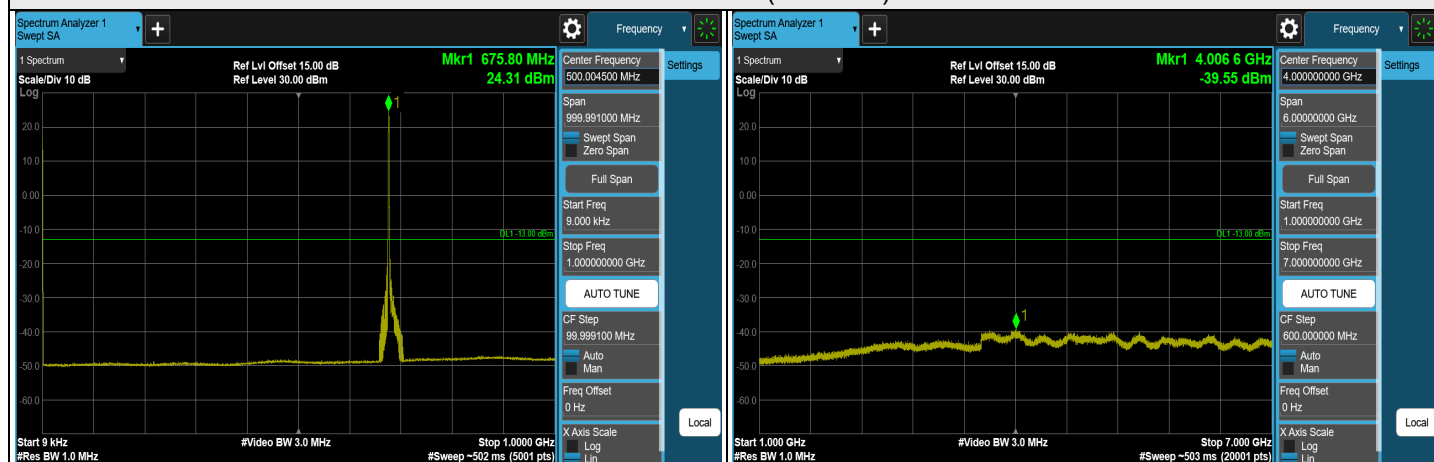 Spectrum Analyzer 1
Swept SA
+
Frequency
1 Spectrum
Scale/Div 10 dB
Ref Lvl Offset 15.00 dB
Ref Level 30.00 dBm
Mkr1 675.80 MHz
24.31 dBm
Log
1
20.0
10.0
0.00
-10.0
DL1 -13.00 dBm
-20.0
-30.0
-40.0
-50.0
-60.0
Start 9 kHz
#Res BW 1.0 MHz
#Video BW 3.0 MHz
Stop 1.0000 GHz
#Sweep ~502 ms (5001 pts)
Center Frequency
500.004500 MHz
Settings
Span
999.991000 MHz
Swept Span
Zero Span
Full Span
Start Freq
9.000 kHz
Stop Freq
1.000000000 GHz
AUTO TUNE
CF Step
99.999100 MHz
Auto
Man
Freq Offset
0 Hz
X Axis Scale
Log
Lin
Local
Spectrum Analyzer 1
Swept SA
+
Frequency
1 Spectrum
Scale/Div 10 dB
Ref Lvl Offset 15.00 dB
Ref Level 30.00 dBm
Mkr1 4.006 6 GHz
-39.55 dBm
Log
20.0
10.0
0.00
-10.0
DL1 -13.00 dBm
-20.0
-30.0
1
-40.0
-50.0
-60.0
Start 1.000 GHz
#Res BW 1.0 MHz
#Video BW 3.0 MHz
Stop 7.000 GHz
#Sweep ~503 ms (20001 pts)
Center Frequency
4.000000000 GHz
Settings
Span
6.00000000 GHz
Swept Span
Zero Span
Full Span
Start Freq
1.000000000 GHz
Stop Freq
7.000000000 GHz
AUTO TUNE
CF Step
600.000000 MHz
Auto
Man
Freq Offset
0 Hz
X Axis Scale
Log
Lin
Local